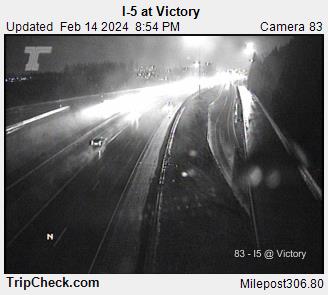 I-5 at Victory
Updated Feb 14 2024 8:54 PM Camera 83
N
83 - I5 @ Victory
TripCheck.com Milepost306.80